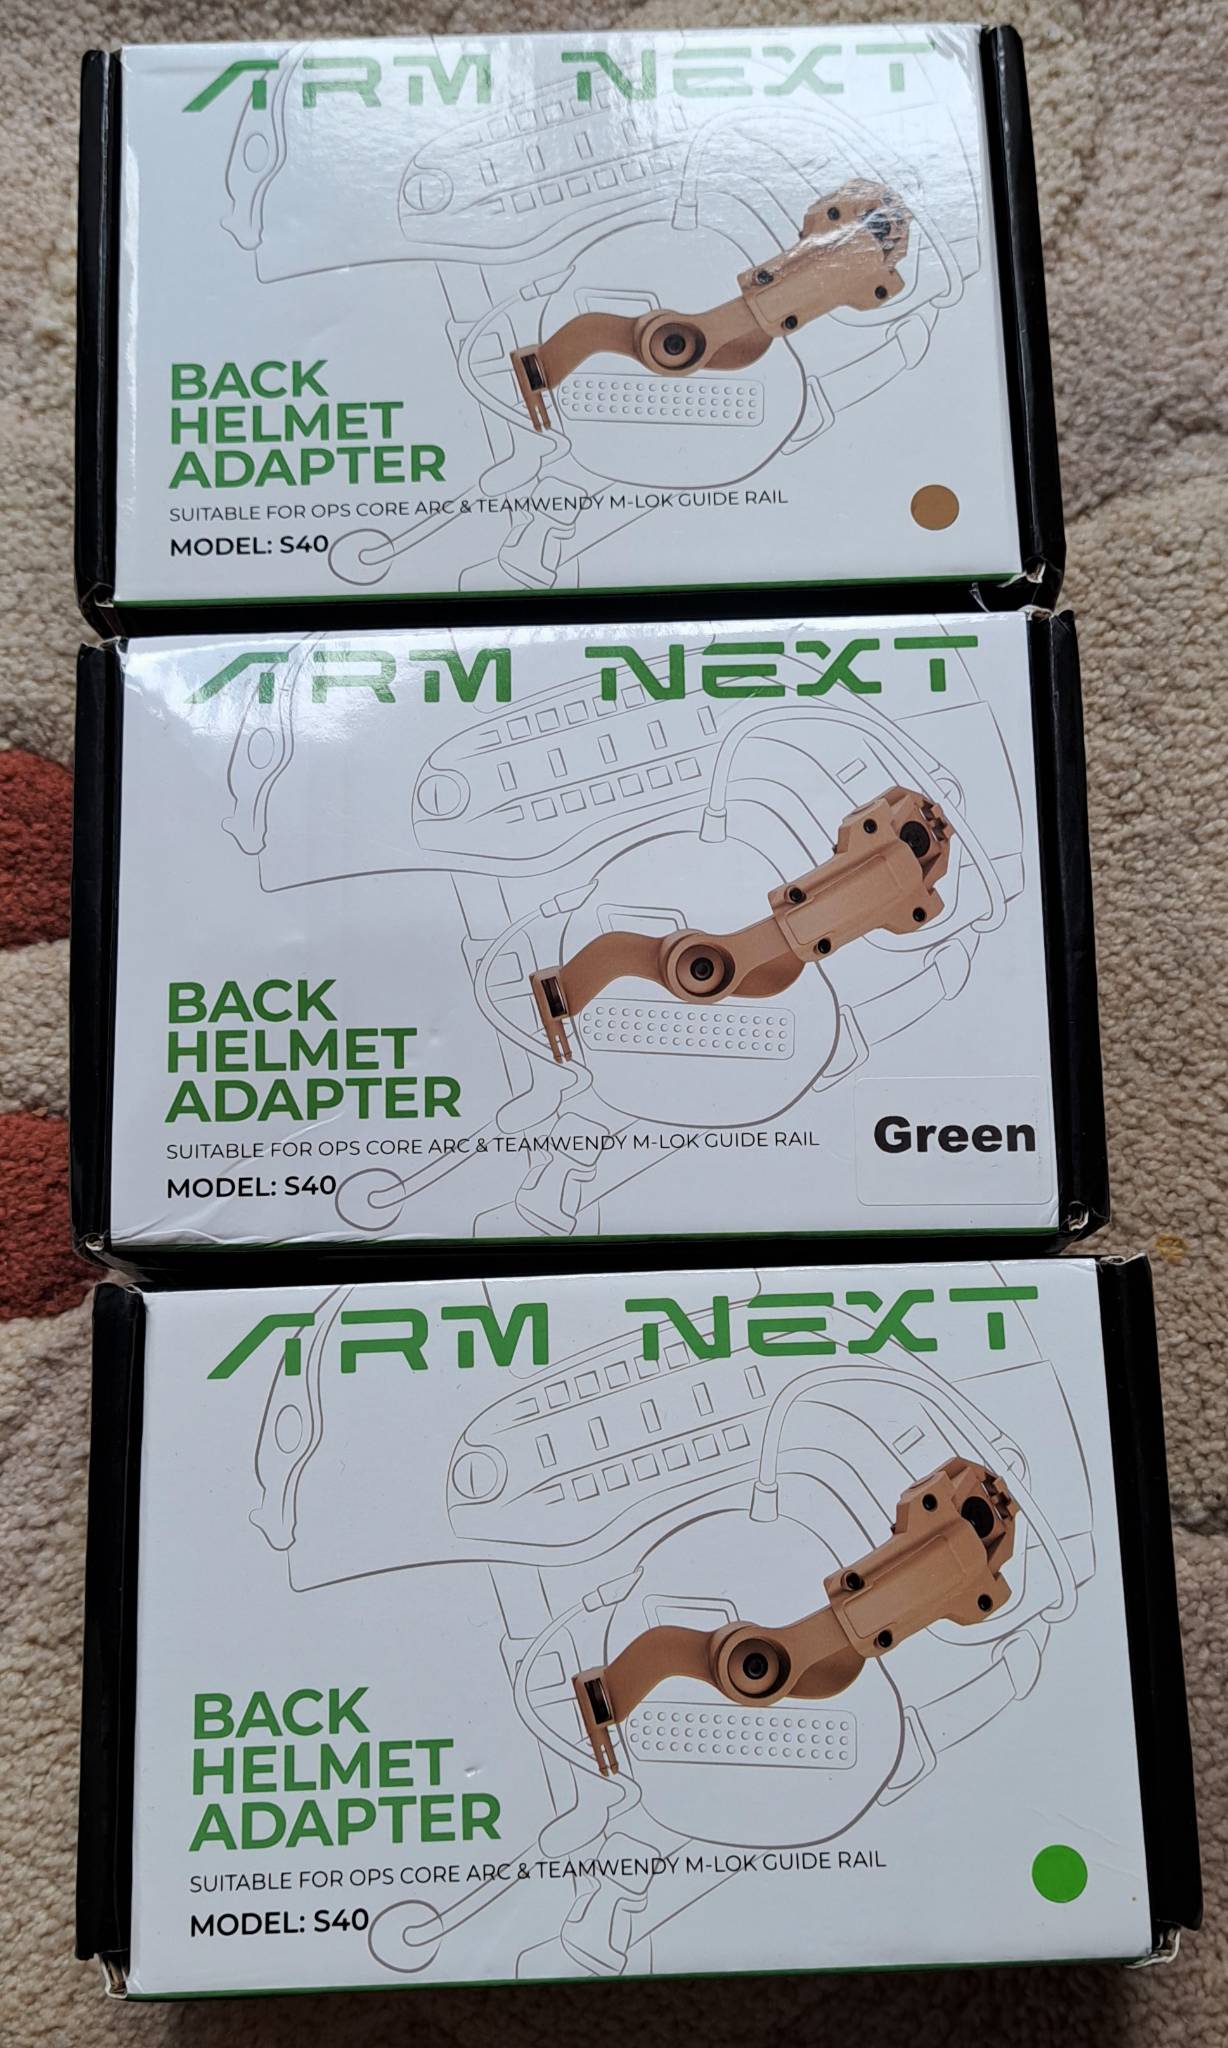 ARM NEXT
BACK
HELMET
ADAPTER
SUITABLE FOR OPS CORE ARC & TEAMWENDY M-LOK GUIDE RAIL
MODEL: S40
ARM NEXT
BACK
HELMET
ADAPTER
SUITABLE FOR OPS CORE ARC & TEAMWENDY M-LOK GUIDE RAIL
MODEL: S40
Green
ARM NEXT
BACK
HELMET
ADAPTER
SUITABLE FOR OPS CORE ARC & TEAMWENDY M-LOK GUIDE RAIL
MODEL: S40